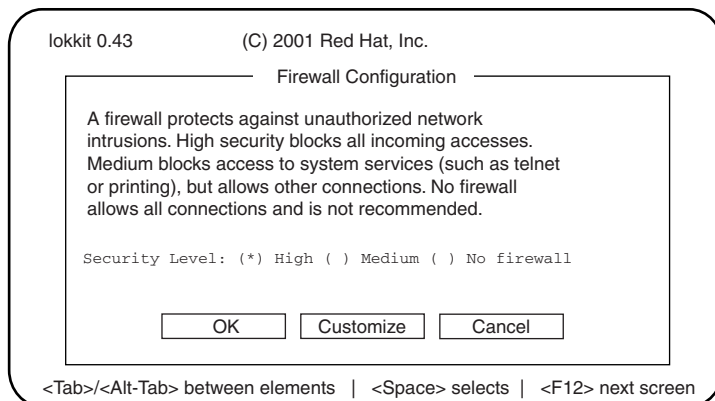 lokkit 0.43 (C) 2001 Red Hat, Inc.
Firewall Configuration
A firewall protects against unauthorized network
intrusions. High security blocks all incoming accesses.
Medium blocks access to system services (such as telnet
or printing), but allows other connections. No firewall
allows all connections and is not recommended.
Security Level: (*) High ( ) Medium ( ) No firewall
OK Customize Cancel
<Tab>/<Alt-Tab> between elements | <Space> selects | <F12> next screen